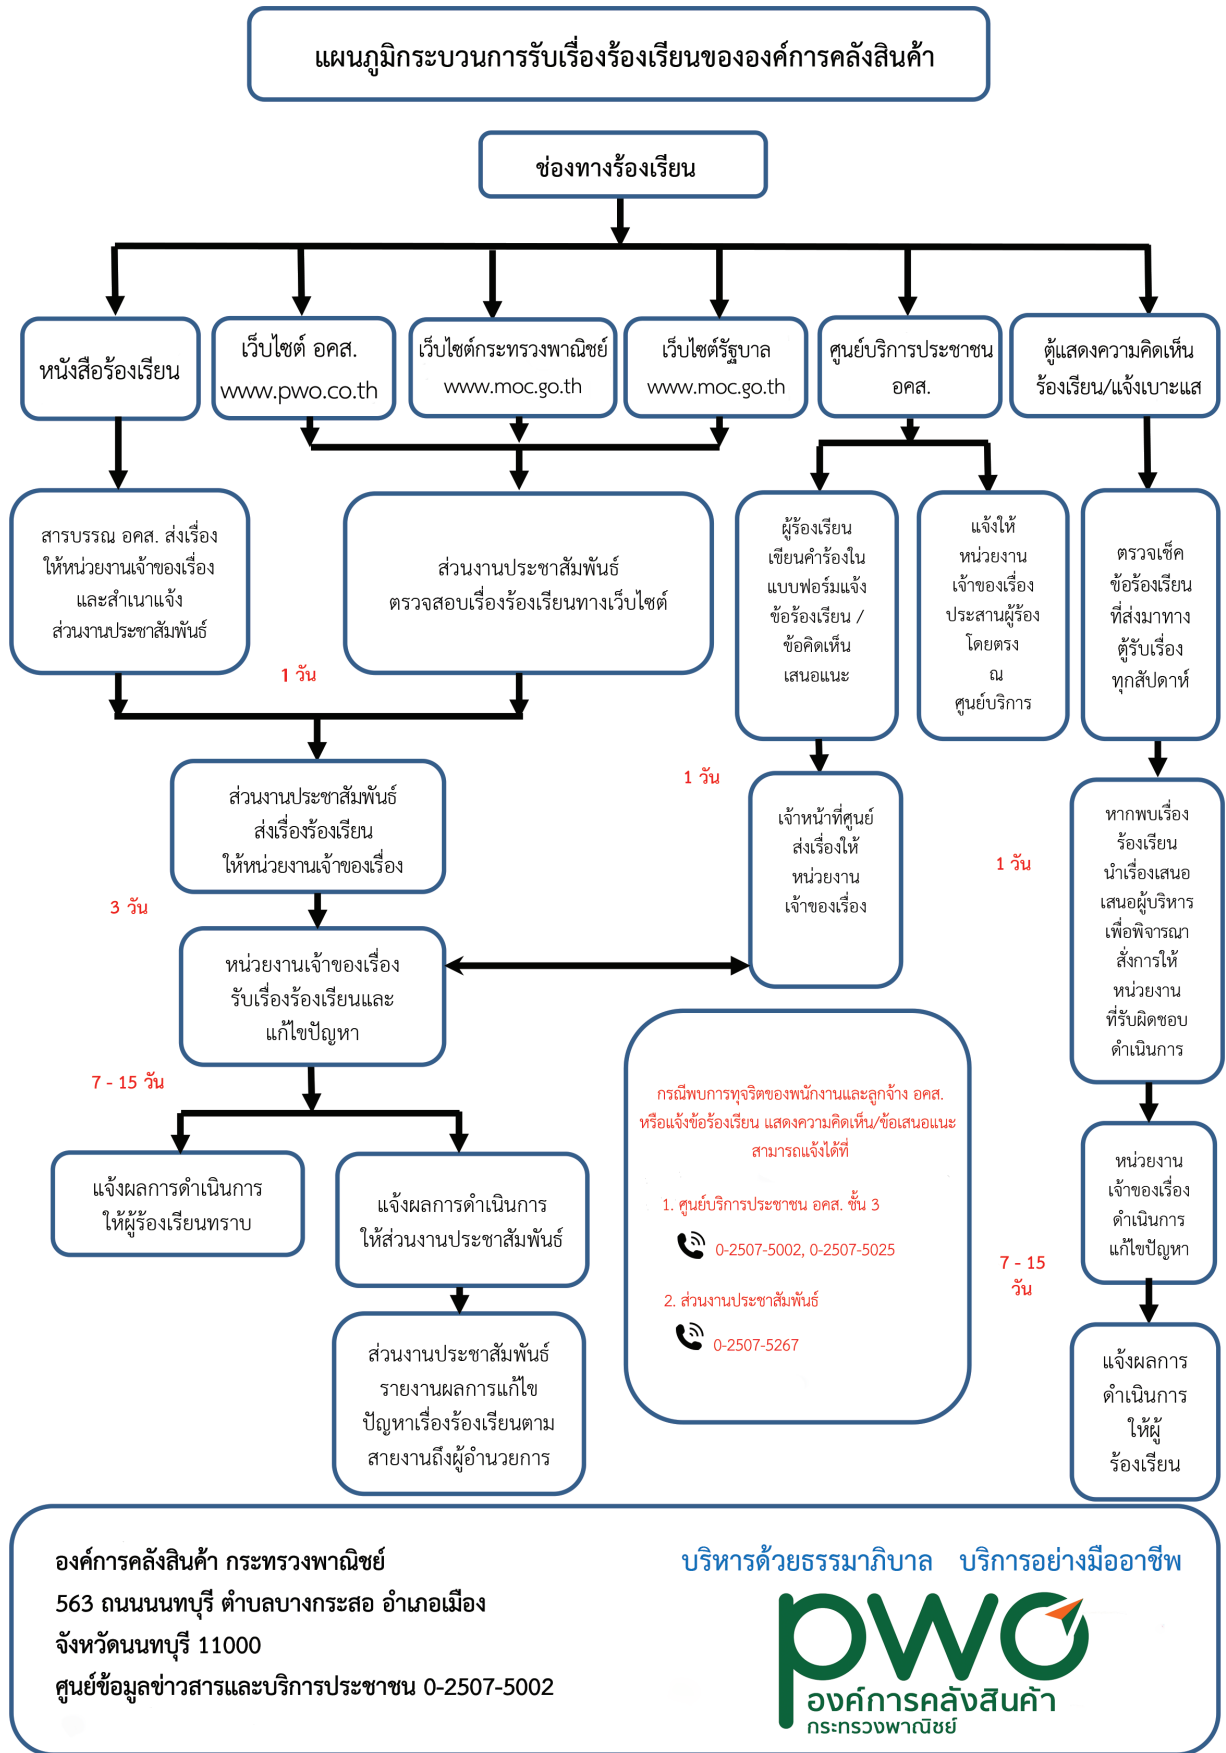 แผนภูมิกระบวนการรับเรื่องร้องเรียนขององค์การคลังสินค้า
ช่องทางร้องเรียน
หนังสือร้องเรียน
เว็บไซต์ อคส.
www.pwo.co.th
เว็บไซต์กระทรวงพาณิชย์
www.moc.go.th
เว็บไซต์รัฐบาล
www.moc.go.th
ศูนย์บริการประชาชน
อคส.
ตู้แสดงความคิดเห็น
ร้องเรียน/แจ้งเบาะแส
สารบรรณ อคส. ส่งเรื่อง
ให้หน่วยงานเจ้าของเรื่อง
และสำเนาแจ้ง
ส่วนงานประชาสัมพันธ์
ส่วนงานประชาสัมพันธ์
ตรวจสอบเรื่องร้องเรียนทางเว็บไซต์
ผู้ร้องเรียน
เขียนคำร้องใน
แบบฟอร์มแจ้ง
ข้อร้องเรียน /
ข้อคิดเห็น
เสนอแนะ
แจ้งให้
หน่วยงาน
เจ้าของเรื่อง
ประสานผู้ร้อง
โดยตรง
ณ
ศูนย์บริการ
ตรวจเช็ค
ข้อร้องเรียน
ที่ส่งมาทาง
ตู้รับเรื่อง
ทุกสัปดาห์
1 วัน
ส่วนงานประชาสัมพันธ์
ส่งเรื่องร้องเรียน
ให้หน่วยงานเจ้าของเรื่อง
1 วัน
เจ้าหน้าที่ศูนย์
ส่งเรื่องให้
หน่วยงาน
เจ้าของเรื่อง
1 วัน
หากพบเรื่อง
ร้องเรียน
นำเรื่องเสนอ
เสนอผู้บริหาร
เพื่อพิจารณา
สั่งการให้
หน่วยงาน
ที่รับผิดชอบ
ดำเนินการ
3 วัน
หน่วยงานเจ้าของเรื่อง
รับเรื่องร้องเรียนและ
แก้ไขปัญหา
7 - 15 วัน
แจ้งผลการดำเนินการ
ให้ผู้ร้องเรียนทราบ
แจ้งผลการดำเนินการ
ให้ส่วนงานประชาสัมพันธ์
ส่วนงานประชาสัมพันธ์
รายงานผลการแก้ไข
ปัญหาเรื่องร้องเรียนตาม
สายงานถึงผู้อำนวยการ
กรณีพบการทุจริตของพนักงานและลูกจ้าง อคส.
หรือแจ้งข้อร้องเรียน แสดงความคิดเห็น/ข้อเสนอแนะ
สามารถแจ้งได้ที่
1. ศูนย์บริการประชาชน อคส. ชั้น 3
0-2507-5002, 0-2507-5025
2. ส่วนงานประชาสัมพันธ์
0-2507-5267
หน่วยงาน
เจ้าของเรื่อง
ดำเนินการ
แก้ไขปัญหา
7 - 15
วัน
แจ้งผลการ
ดำเนินการ
ให้ผู้
ร้องเรียน
องค์การคลังสินค้า กระทรวงพาณิชย์
563 ถนนนนทบุรี ตำบลบางกระสอ อำเภอเมือง
จังหวัดนนทบุรี 11000
ศูนย์ข้อมูลข่าวสารและบริการประชาชน 0-2507-5002
บริหารด้วยธรรมาภิบาล บริการอย่างมืออาชีพ
pwo
องค์การคลังสินค้า
กระทรวงพาณิชย์